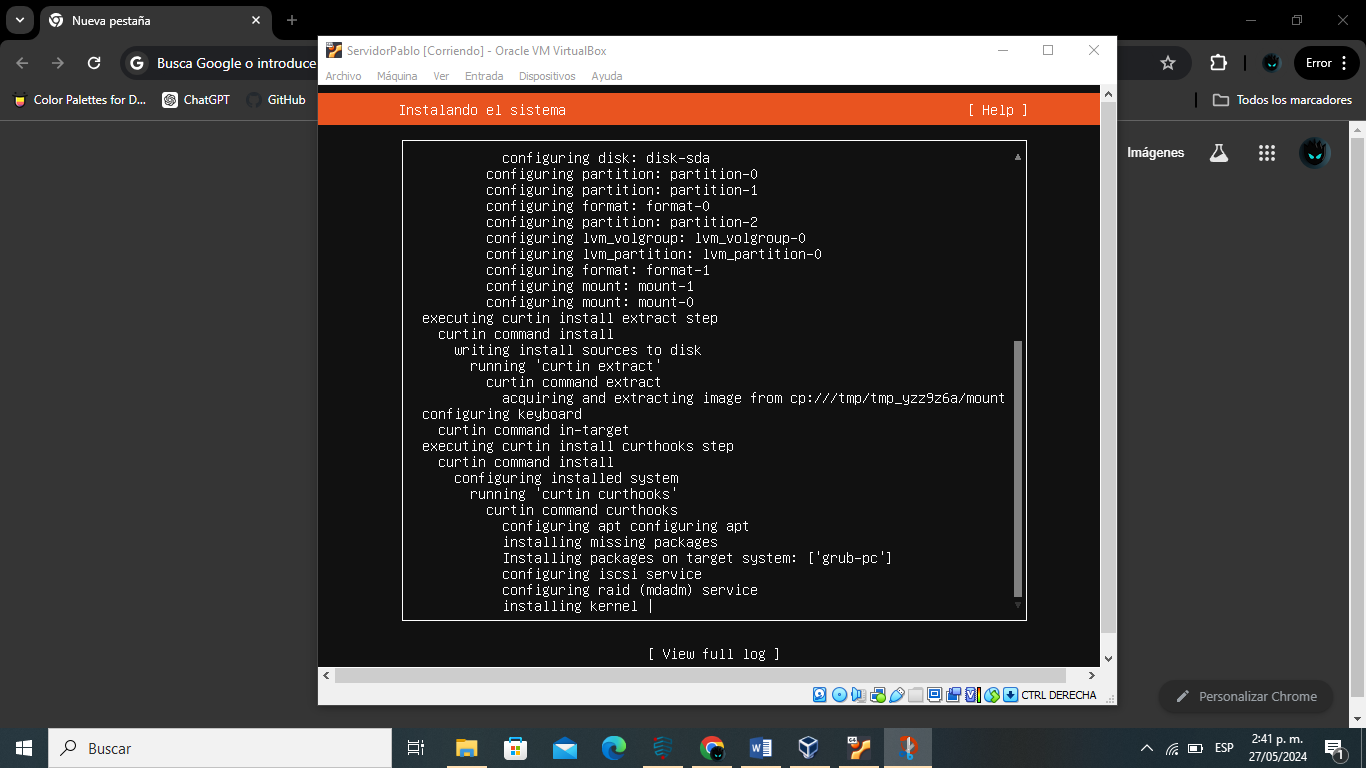 Nueva pestaña
Busca Google o introduce
Error
Color Palettes for D...
ChatGPT
GitHub
Todos los marcadores
Imágenes
ServidorPablo [Corriendo] - Oracle VM VirtualBox
Archivo Máquina Ver Entrada Dispositivos Ayuda
Instalando el sistema [ Help ]
configuring disk: disk-sda
configuring partition: partition-0
configuring partition: partition-1
configuring format: format-0
configuring partition: partition-2
configuring lvm_volgroup: lvm_volgroup-0
configuring lvm_partition: lvm_partition-0
configuring format: format-1
configuring mount: mount-1
configuring mount: mount-0
executing curtin install extract step
curtin command install
writing install sources to disk
running 'curtin extract'
curtin command extract
acquiring and extracting image from cp:///tmp/tmp_yzz9z6a/mount
configuring keyboard
curtin command in-target
executing curtin install curthooks step
curtin command install
configuring installed system
running 'curtin curthooks'
curtin command curthooks
configuring apt configuring apt
installing missing packages
Installing packages on target system: ['grub-pc']
configuring iscsi service
configuring raid (mdadm) service
installing kernel |
[ View full log ]
CTRL DERECHA
Personalizar Chrome
Buscar
ESP
2:41 p. m.
27/05/2024
1